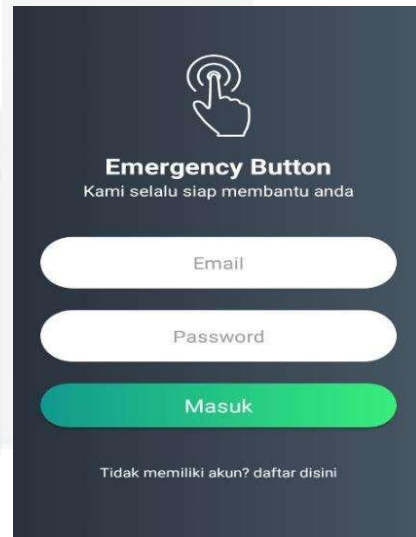 Emergency Button
Kami selalu siap membantu anda
Email
Password
Masuk
Tidak memiliki akun? daftar disini